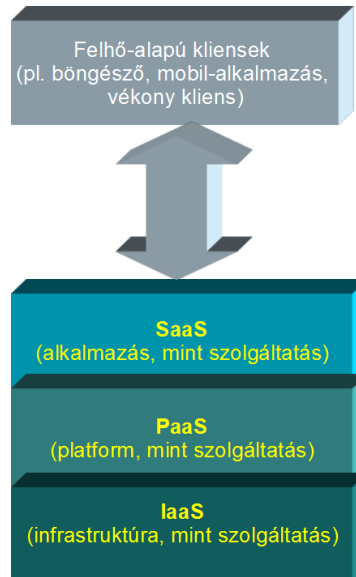 Felhő-alapú kliensek
(pl. böngésző, mobil-alkalmazás,
vékony kliens)
SaaS
(alkalmazás, mint szolgáltatás)
PaaS
(platform, mint szolgáltatás)
IaaS
(infrastruktúra, mint szolgáltatás)